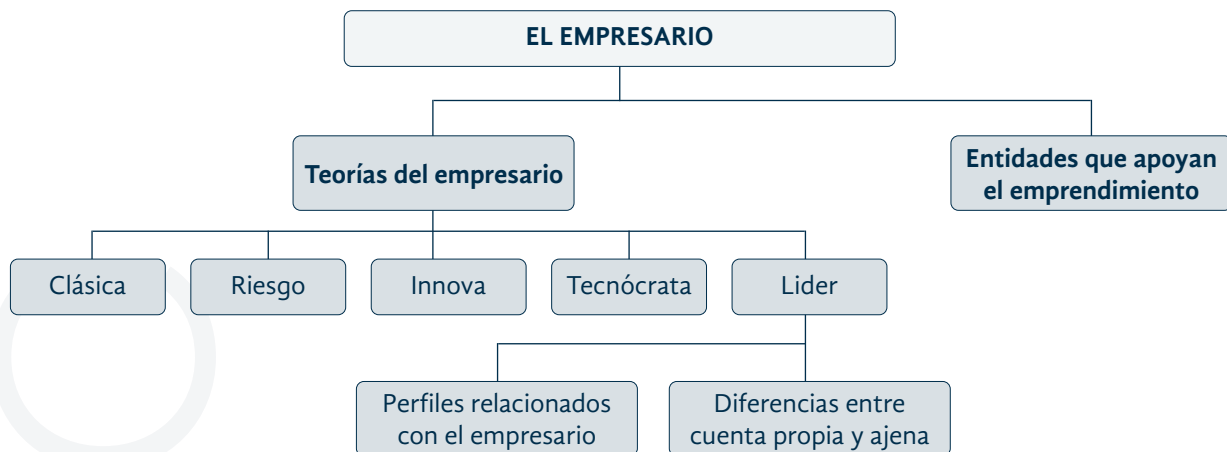 EL EMPRESARIO
Teorías del empresario
Entidades que apoyan
el emprendimiento
Clásica
Riesgo
Innova
Tecnócrata
Lider
Perfiles relacionados
con el empresario
Diferencias entre
cuenta propia y ajena